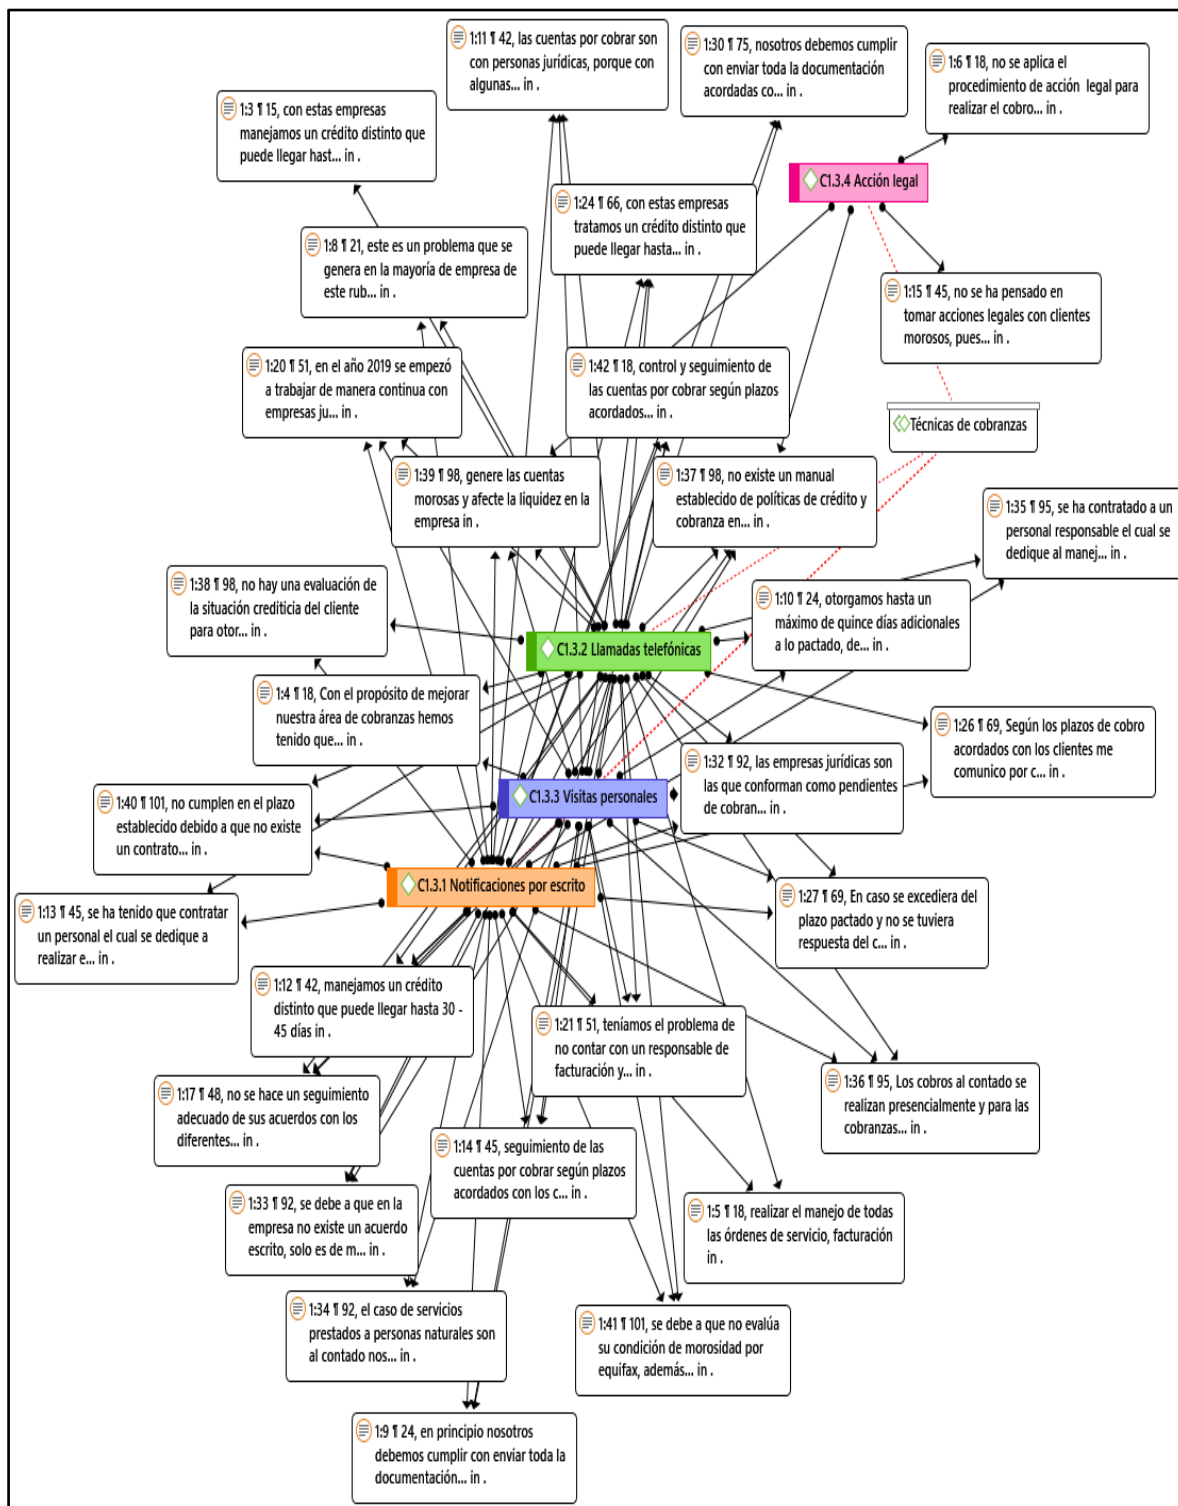 1:11 ¶ 42, las cuentas por cobrar son
con personas jurídicas, porque con
algunas... in .
1:30 ¶ 75, nosotros debemos cumplir
con enviar toda la documentación
acordadas co... in .
1:6 ¶ 18, no se aplica el
procedimiento de acción legal para
realizar el cobro... in .
1:3 ¶ 15, con estas empresas
manejamos un crédito distinto que
puede llegar hast... in .
C1.3.4 Acción legal
1:24 ¶ 66, con estas empresas
tratamos un crédito distinto que
puede llegar hasta... in .
1:8 ¶ 21, este es un problema que se
genera en la mayoría de empresa de
este rub... in .
1:15 ¶ 45, no se ha pensado en
tomar acciones legales con clientes
morosos, pues... in .
1:20 ¶ 51, en el año 2019 se empezó
a trabajar de manera continua con
empresas ju... in .
1:42 ¶ 18, control y seguimiento de
las cuentas por cobrar según plazos
acordados... in .
Técnicas de cobranzas
1:39 ¶ 98, genere las cuentas
morosas y afecte la liquidez en la
empresa in .
1:37 ¶ 98, no existe un manual
establecido de políticas de crédito y
cobranza en... in .
1:35 ¶ 95, se ha contratado a un
personal responsable el cual se
dedique al manej... in .
1:38 ¶ 98, no hay una evaluación de
la situación crediticia del cliente
para otor... in .
1:10 ¶ 24, otorgamos hasta un
máximo de quince días adicionales
a lo pactado, de... in .
C1.3.2 Llamadas telefónicas
1:4 ¶ 18, Con el propósito de mejorar
nuestra área de cobranzas hemos
tenido que... in .
1:26 ¶ 69, Según los plazos de cobro
acordados con los clientes me
comunico por c... in .
1:32 ¶ 92, las empresas jurídicas son
las que conforman como pendientes
de cobran... in .
C1.3.3 Visitas personales
1:40 ¶ 101, no cumplen en el plazo
establecido debido a que no existe
un contrato... in .
C1.3.1 Notificaciones por escrito
1:27 ¶ 69, En caso se excediera del
plazo pactado y no se tuviera
respuesta del c... in .
1:13 ¶ 45, se ha tenido que contratar
un personal el cual se dedique a
realizar e... in .
1:12 ¶ 42, manejamos un crédito
distinto que puede llegar hasta 30 -
45 días in .
1:21 ¶ 51, teníamos el problema de
no contar con un responsable de
facturación y... in .
1:36 ¶ 95, Los cobros al contado se
realizan presencialmente y para las
cobranzas... in .
1:17 ¶ 48, no se hace un seguimiento
adecuado de sus acuerdos con los
diferentes... in .
1:14 ¶ 45, seguimiento de las
cuentas por cobrar según plazos
acordados con los c... in .
1:33 ¶ 92, se debe a que en la
empresa no existe un acuerdo
escrito, solo es de m... in .
1:5 ¶ 18, realizar el manejo de todas
las órdenes de servicio, facturación
in .
1:34 ¶ 92, el caso de servicios
prestados a personas naturales son
al contado nos... in .
1:41 ¶ 101, se debe a que no evalúa
su condición de morosidad por
equifax, además... in .
1:9 ¶ 24, en principio nosotros
debemos cumplir con enviar toda la
documentación... in .